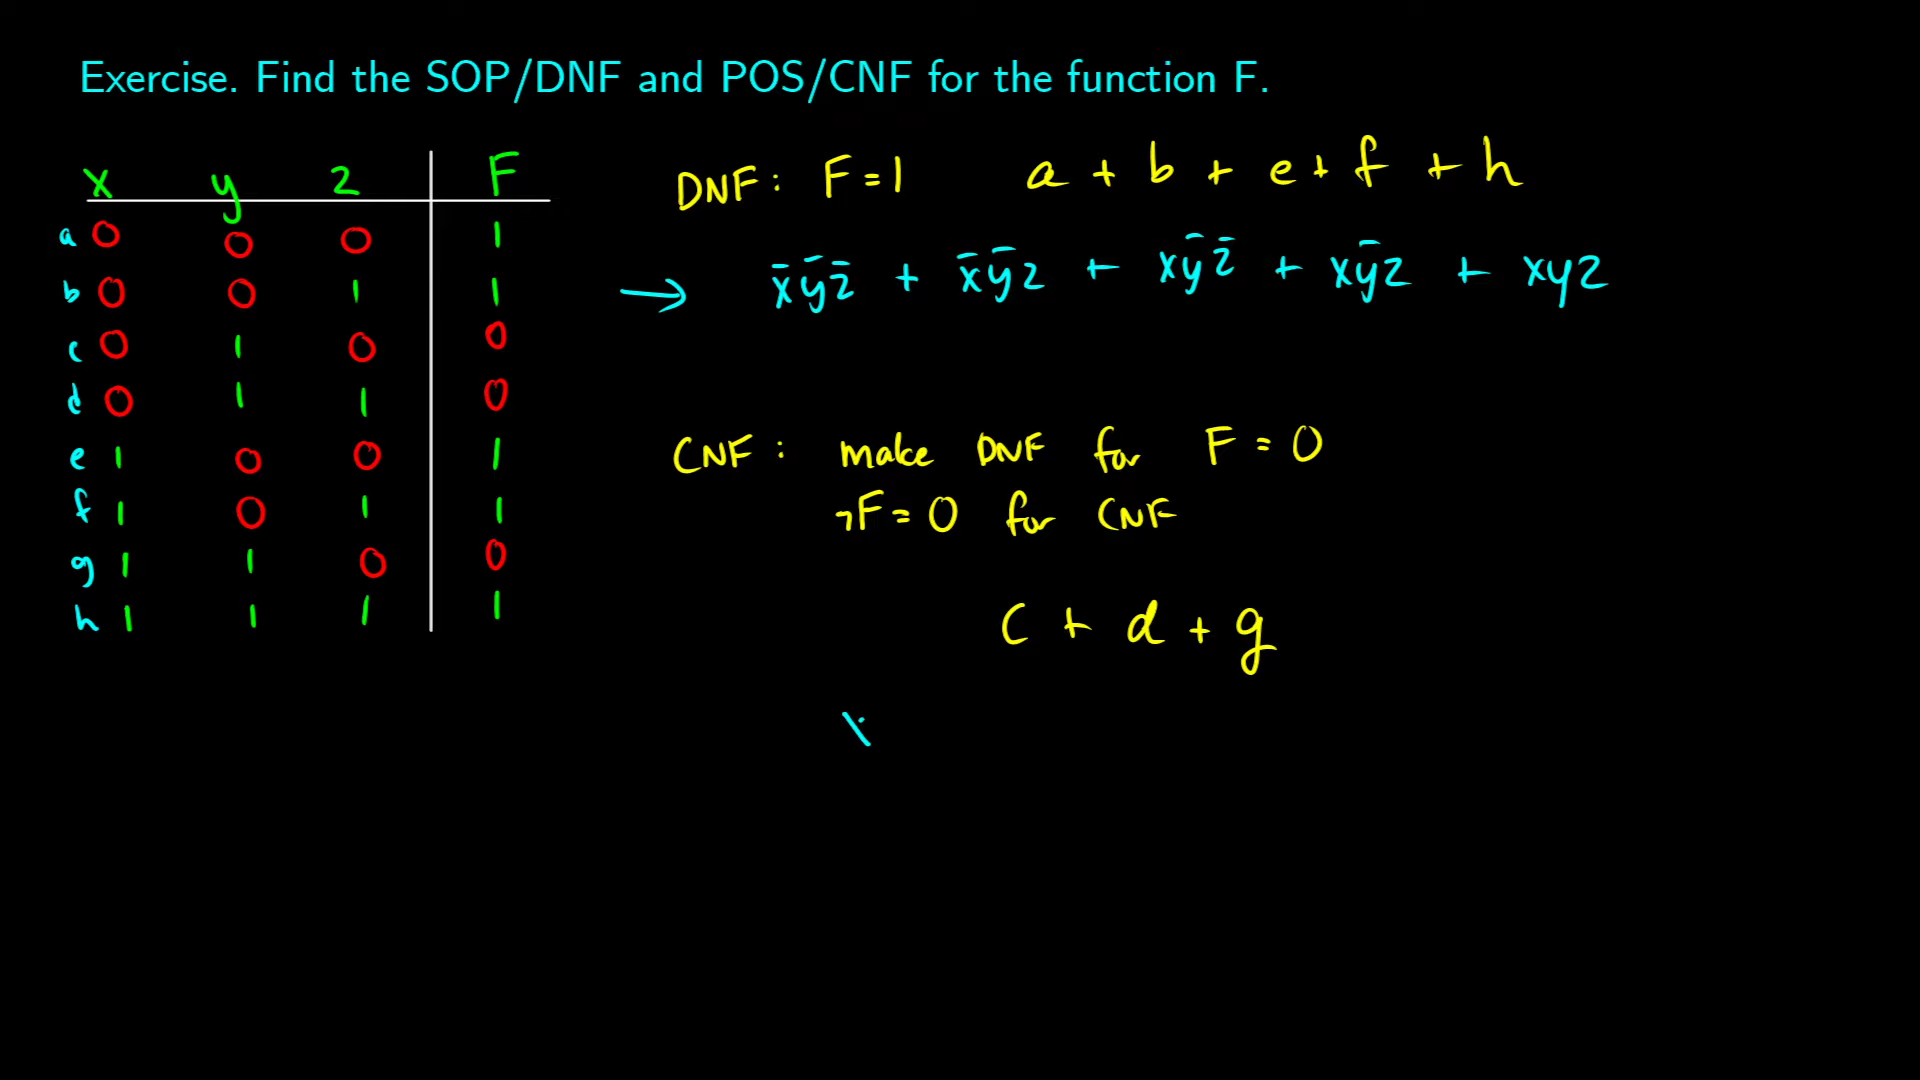 Exercise. Find the SOP/DNF and POS/CNF for the function F.
x y z F
a 0 0 0 1
b 0 0 1 1
c 0 1 0 0
d 0 1 1 0
e 1 0 0 1
f 1 0 1 1
g 1 1 0 0
h 1 1 1 1
DNF: F=1 a + b + e + f + h
→ x̄ȳz̄ + x̄ȳz + xȳz̄ + xȳz + xyz
CNF: make DNF for F = 0
¬F = 0 for CNF
c + d + g